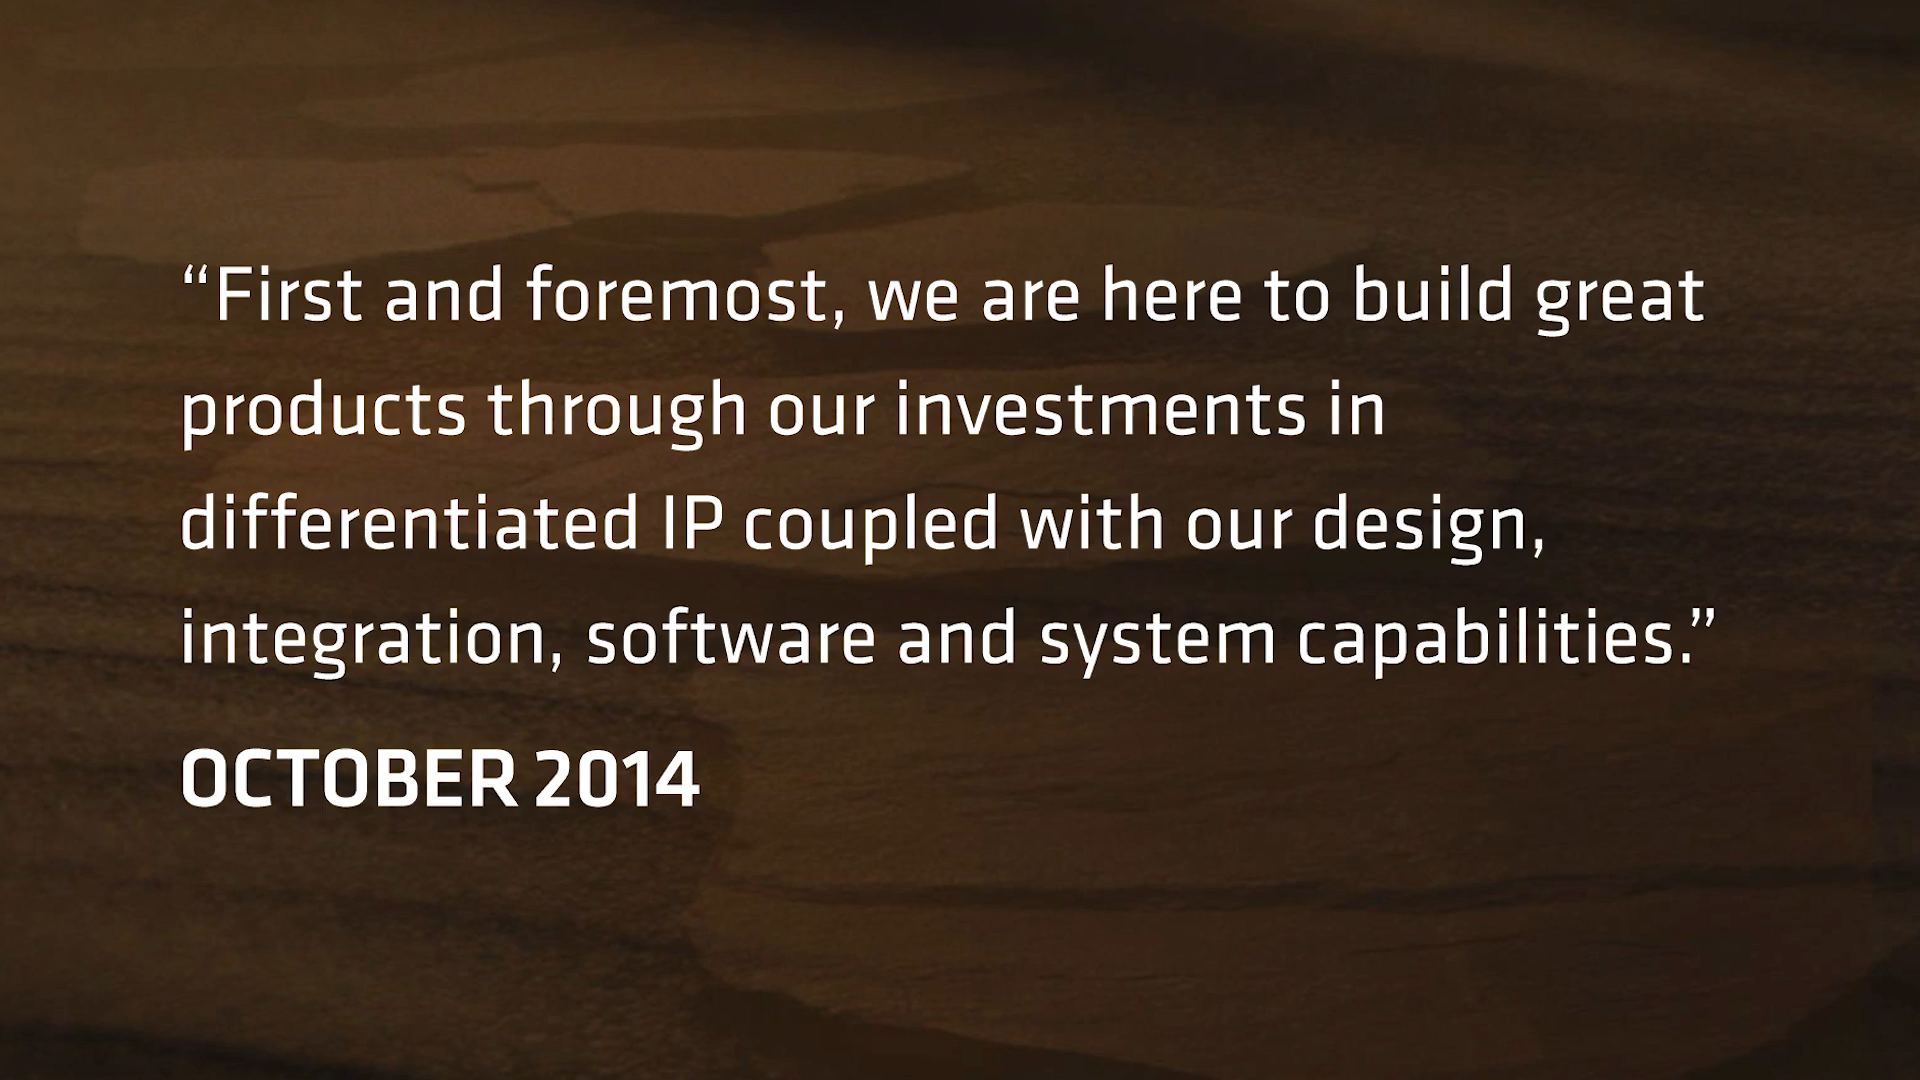 “First and foremost, we are here to build great
products through our investments in
differentiated IP coupled with our design,
integration, software and system capabilities.”
OCTOBER 2014